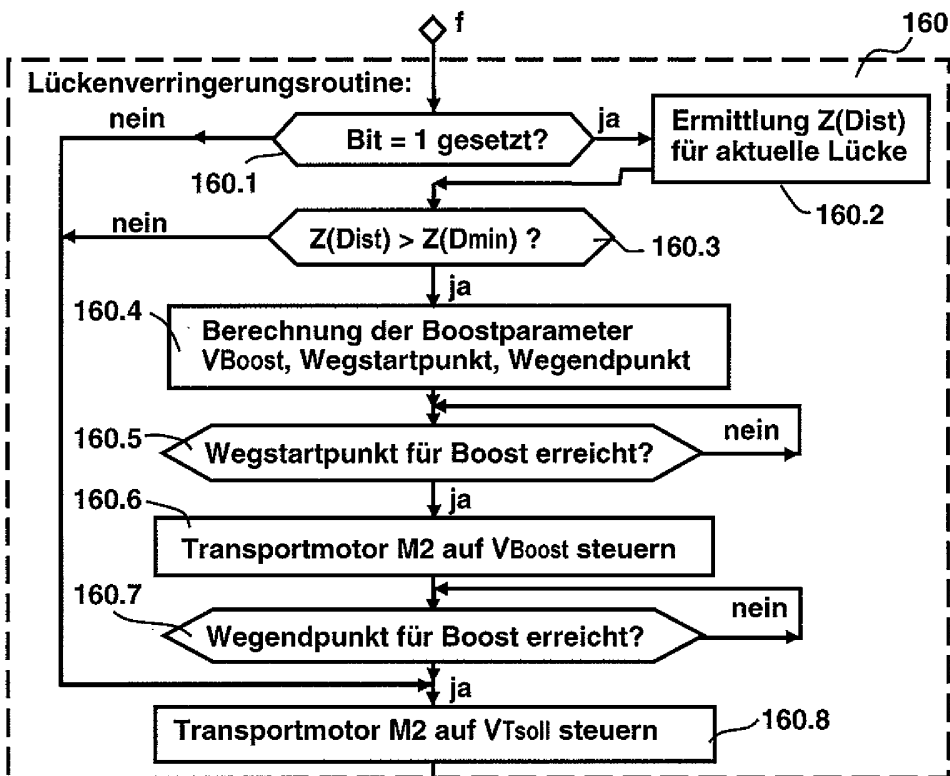 f
160
Lückenverringerungsroutine:
nein
Bit = 1 gesetzt?
ja
Ermittlung Z(Dist)
für aktuelle Lücke
160.1
160.2
nein
Z(Dist) > Z(Dmin) ?
160.3
ja
160.4
Berechnung der Boostparameter
VBoost, Wegstartpunkt, Wegendpunkt
160.5
Wegstartpunkt für Boost erreicht?
nein
160.6
ja
Transportmotor M2 auf VBoost steuern
160.7
nein
Wegendpunkt für Boost erreicht?
ja
Transportmotor M2 auf VTsoll steuern
160.8